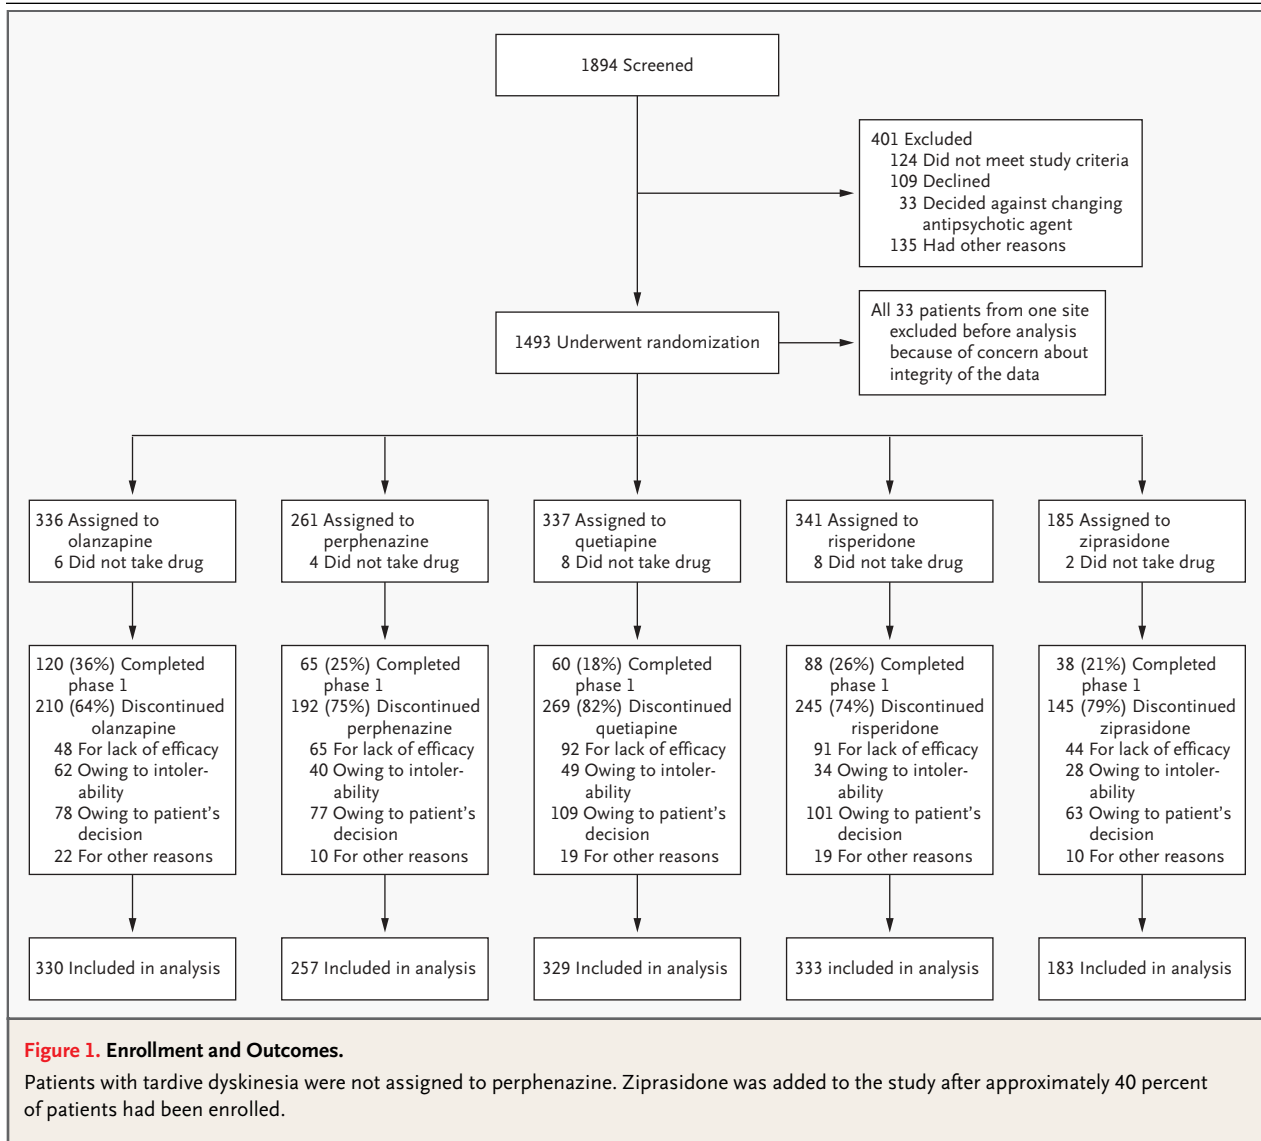 1894 Screened
401 Excluded
124 Did not meet study criteria
109 Declined
33 Decided against changing
antipsychotic agent
135 Had other reasons
1493 Underwent randomization
All 33 patients from one site
excluded before analysis
because of concern about
integrity of the data
336 Assigned to
olanzapine
6 Did not take drug
261 Assigned to
perphenazine
4 Did not take drug
337 Assigned to
quetiapine
8 Did not take drug
341 Assigned to
risperidone
8 Did not take drug
185 Assigned to
ziprasidone
2 Did not take drug
120 (36%) Completed
phase 1
210 (64%) Discontinued
olanzapine
48 For lack of efficacy
62 Owing to intoler-
ability
78 Owing to patient's
decision
22 For other reasons
65 (25%) Completed
phase 1
192 (75%) Discontinued
perphenazine
65 For lack of efficacy
40 Owing to intoler-
ability
77 Owing to patient's
decision
10 For other reasons
60 (18%) Completed
phase 1
269 (82%) Discontinued
quetiapine
92 For lack of efficacy
49 Owing to intoler-
ability
109 Owing to patient's
decision
19 For other reasons
88 (26%) Completed
phase 1
245 (74%) Discontinued
risperidone
91 For lack of efficacy
34 Owing to intoler-
ability
101 Owing to patient's
decision
19 For other reasons
38 (21%) Completed
phase 1
145 (79%) Discontinued
ziprasidone
44 For lack of efficacy
28 Owing to intoler-
ability
63 Owing to patient's
decision
10 For other reasons
330 Included in analysis
257 Included in analysis
329 Included in analysis
333 included in analysis
183 Included in analysis
Figure 1. Enrollment and Outcomes.
Patients with tardive dyskinesia were not assigned to perphenazine. Ziprasidone was added to the study after approximately 40 percent
of patients had been enrolled.